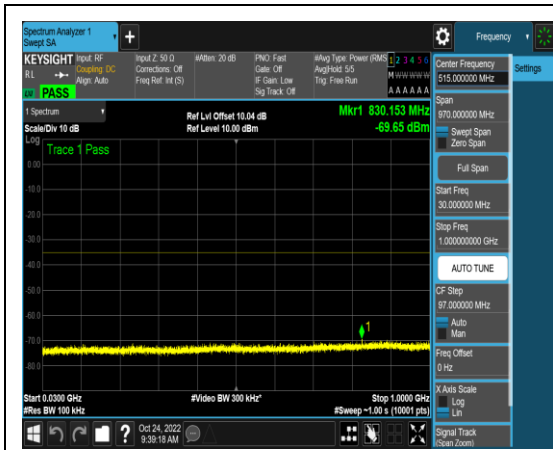 Spectrum Analyzer 1
Swept SA
+
Frequency
KEYSIGHT
RL
PASS
Input: RF
Coupling: DC
Align: Auto
Input Z: 50 Ω
Corrections: Off
Freq Ref: Int (S)
#Atten: 20 dB
PNO: Fast
Gate: Off
IF Gain: Low
Sig Track: Off
#Avg Type: Power (RMS
Avg|Hold: 5/5
Trig: Free Run
1 2 3 4 5 6
M W W W W W
A A A A A A
1 Spectrum
Scale/Div 10 dB
Ref Lvl Offset 10.04 dB
Ref Level 10.00 dBm
Mkr1 830.153 MHz
-69.65 dBm
Log
Trace 1 Pass
0.00
-10.0
-20.0
-30.0
-40.0
-50.0
-60.0
-70.0
-80.0
1
Start 0.0300 GHz
#Res BW 100 kHz
#Video BW 300 kHz*
Stop 1.0000 GHz
#Sweep ~1.00 s (10001 pts)
Oct 24, 2022
9:39:18 AM
?
Center Frequency
515.000000 MHz
Span
970.000000 MHz
Swept Span
Zero Span
Full Span
Start Freq
30.000000 MHz
Stop Freq
1.000000000 GHz
AUTO TUNE
CF Step
97.000000 MHz
Auto
Man
Freq Offset
0 Hz
X Axis Scale
Log
Lin
Signal Track
(Span Zoom)
Settings